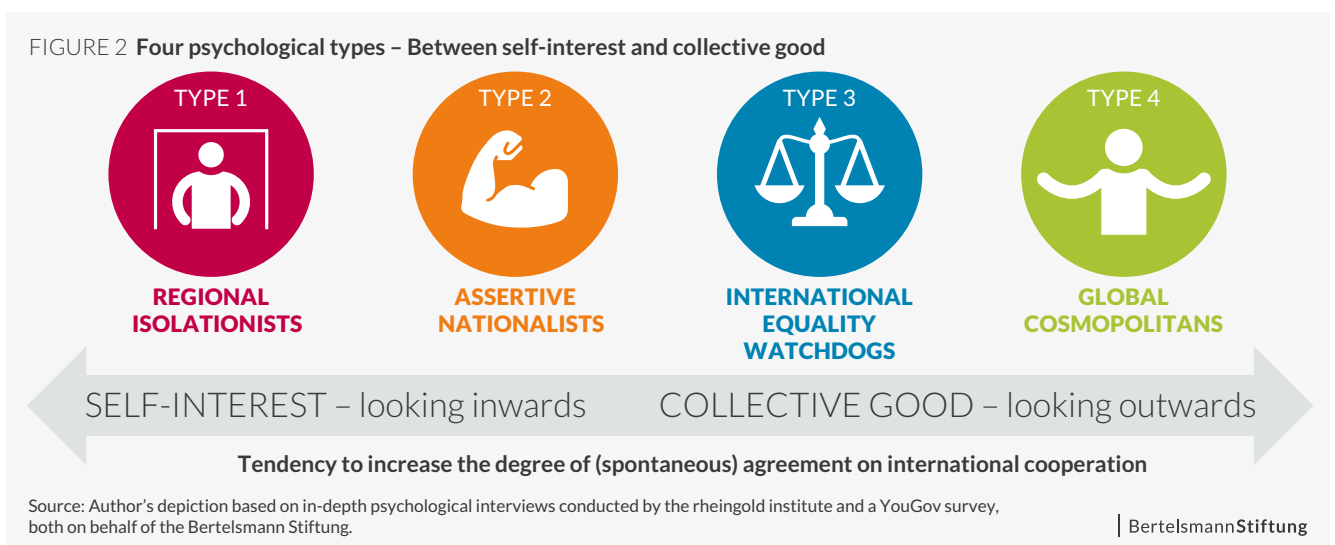 FIGURE 2 Four psychological types – Between self-interest and collective good
TYPE 1
TYPE 2
TYPE 3
TYPE 4
REGIONAL
ISOLATIONISTS
ASSERTIVE
NATIONALISTS
INTERNATIONAL
EQUALITY
WATCHDOGS
GLOBAL
COSMOPOLITANS
SELF-INTEREST – looking inwards
COLLECTIVE GOOD – looking outwards
Tendency to increase the degree of (spontaneous) agreement on international cooperation
Source: Author's depiction based on in-depth psychological interviews conducted by the rheingold institute and a YouGov survey,
both on behalf of the Bertelsmann Stiftung.
BertelsmannStiftung